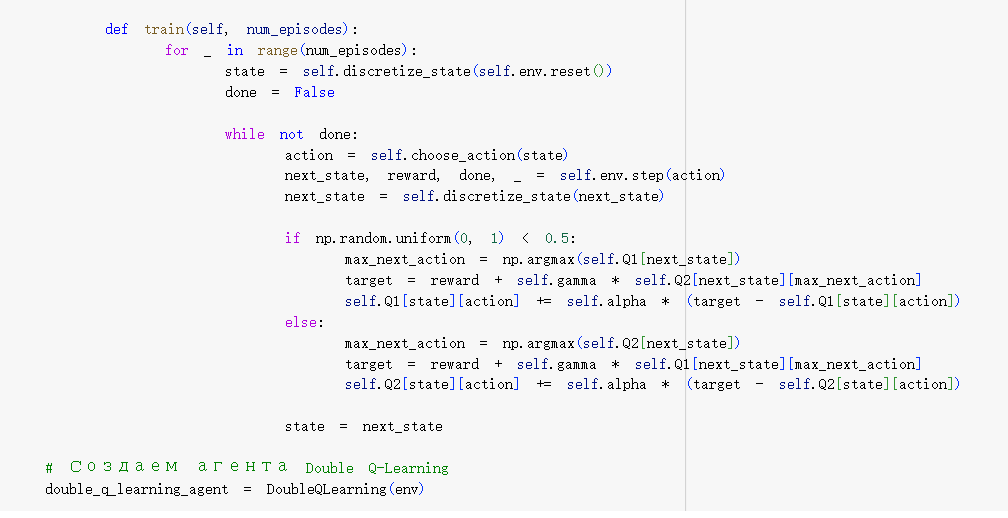 def train(self, num_episodes):
for _ in range(num_episodes):
state = self.discretize_state(self.env.reset())
done = False
while not done:
action = self.choose_action(state)
next_state, reward, done, _ = self.env.step(action)
next_state = self.discretize_state(next_state)
if np.random.uniform(0, 1) < 0.5:
max_next_action = np.argmax(self.Q1[next_state])
target = reward + self.gamma * self.Q2[next_state][max_next_action]
self.Q1[state][action] += self.alpha * (target - self.Q1[state][action])
else:
max_next_action = np.argmax(self.Q2[next_state])
target = reward + self.gamma * self.Q1[next_state][max_next_action]
self.Q2[state][action] += self.alpha * (target - self.Q2[state][action])
state = next_state
# Создаем агента Double Q-Learning
double_q_learning_agent = DoubleQLearning(env)